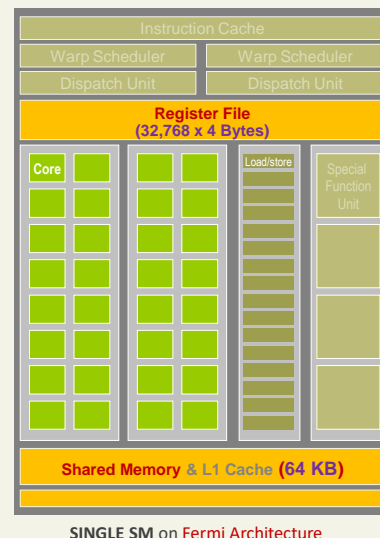 Instruction Cache
Warp Scheduler
Warp Scheduler
Dispatch Unit
Dispatch Unit
Register File
(32,768 x 4 Bytes)
Core
Load/store
Special
Function
Unit
Shared Memory & L1 Cache (64 KB)
SINGLE SM on Fermi Architecture